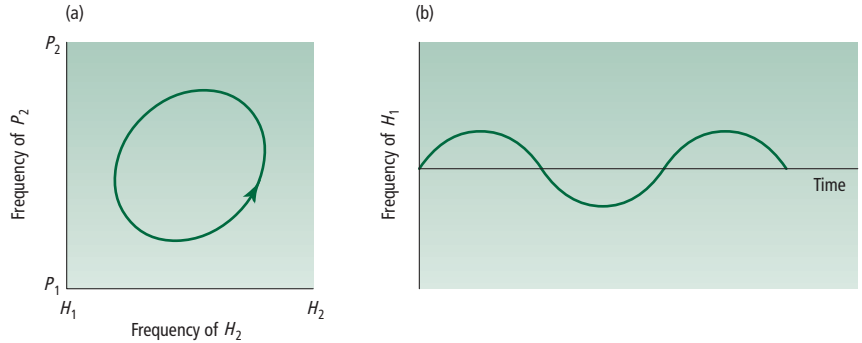 (a)
P₂
Frequency of P₂
P₁
H₁
H₂
Frequency of H₂
(b)
Frequency of H₁
Time